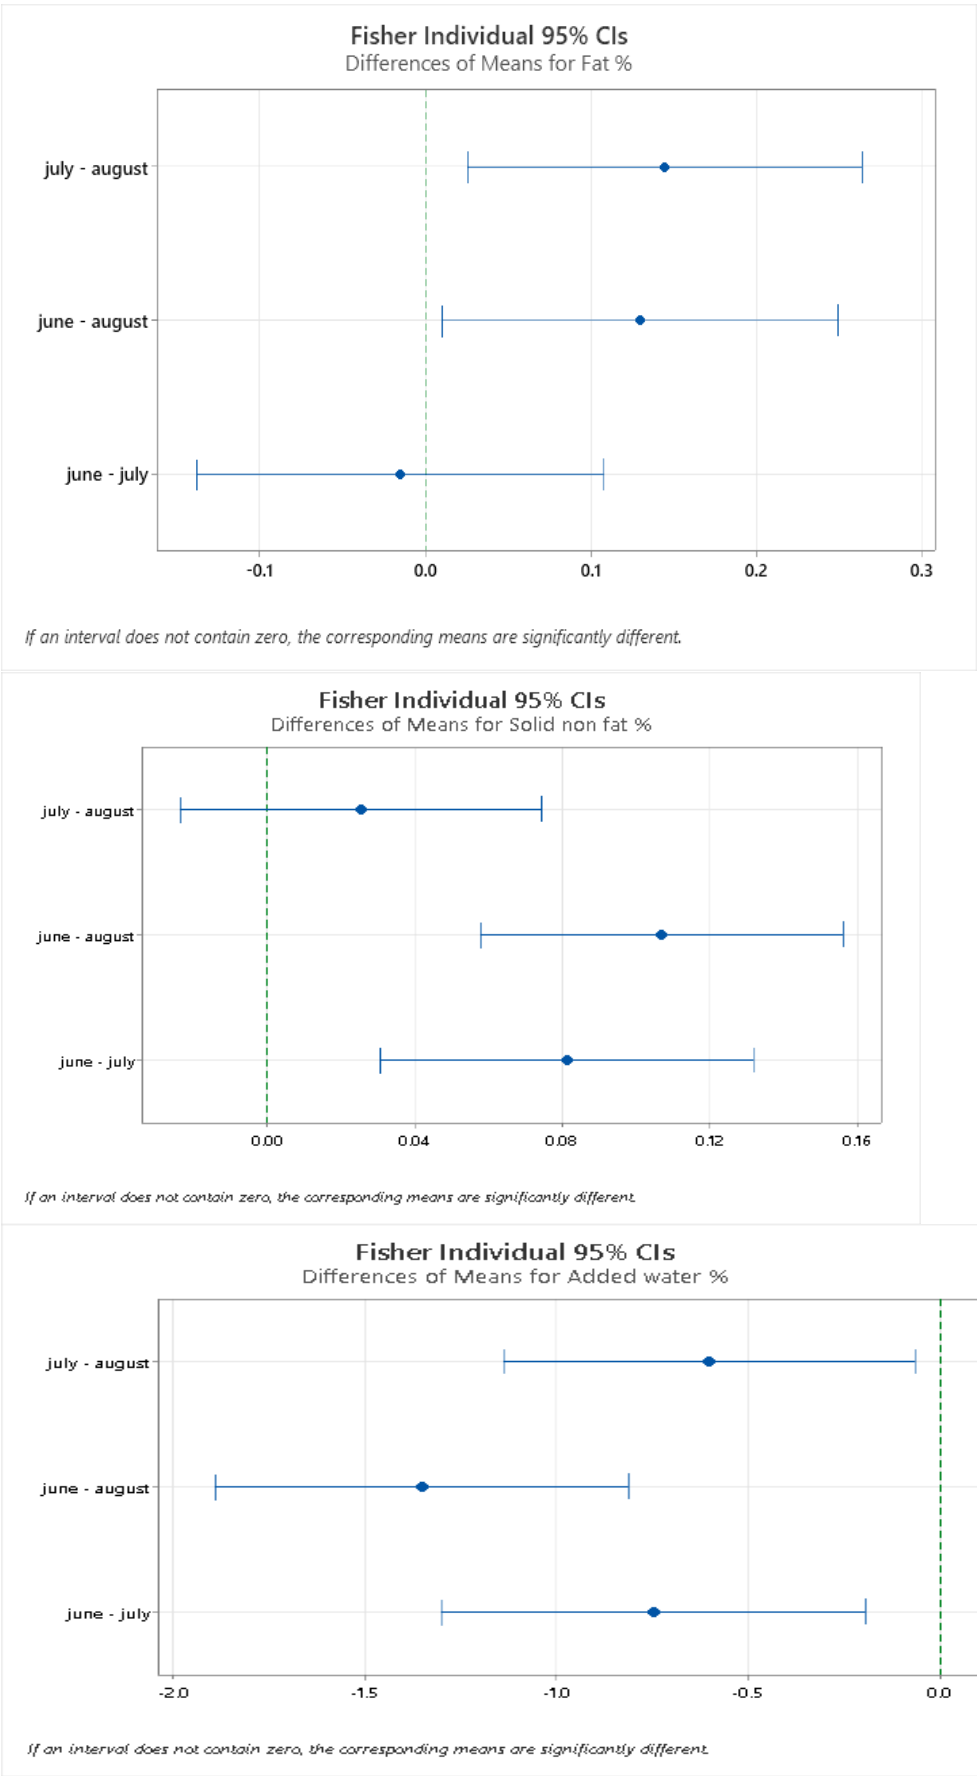 Fisher Individual 95% CIs
Differences of Means for Fat %
july - august
june - august
june - july
-0.1 0.0 0.1 0.2 0.3
If an interval does not contain zero, the corresponding means are significantly different.
Fisher Individual 95% CIs
Differences of Means for Solid non fat %
july - august
june - august
june - july
0.00 0.04 0.08 0.12 0.16
If an interval does not contain zero, the corresponding means are significantly different.
Fisher Individual 95% CIs
Differences of Means for Added water %
july - august
june - august
june - july
-2.0 -1.5 -1.0 -0.5 0.0
If an interval does not contain zero, the corresponding means are significantly different.